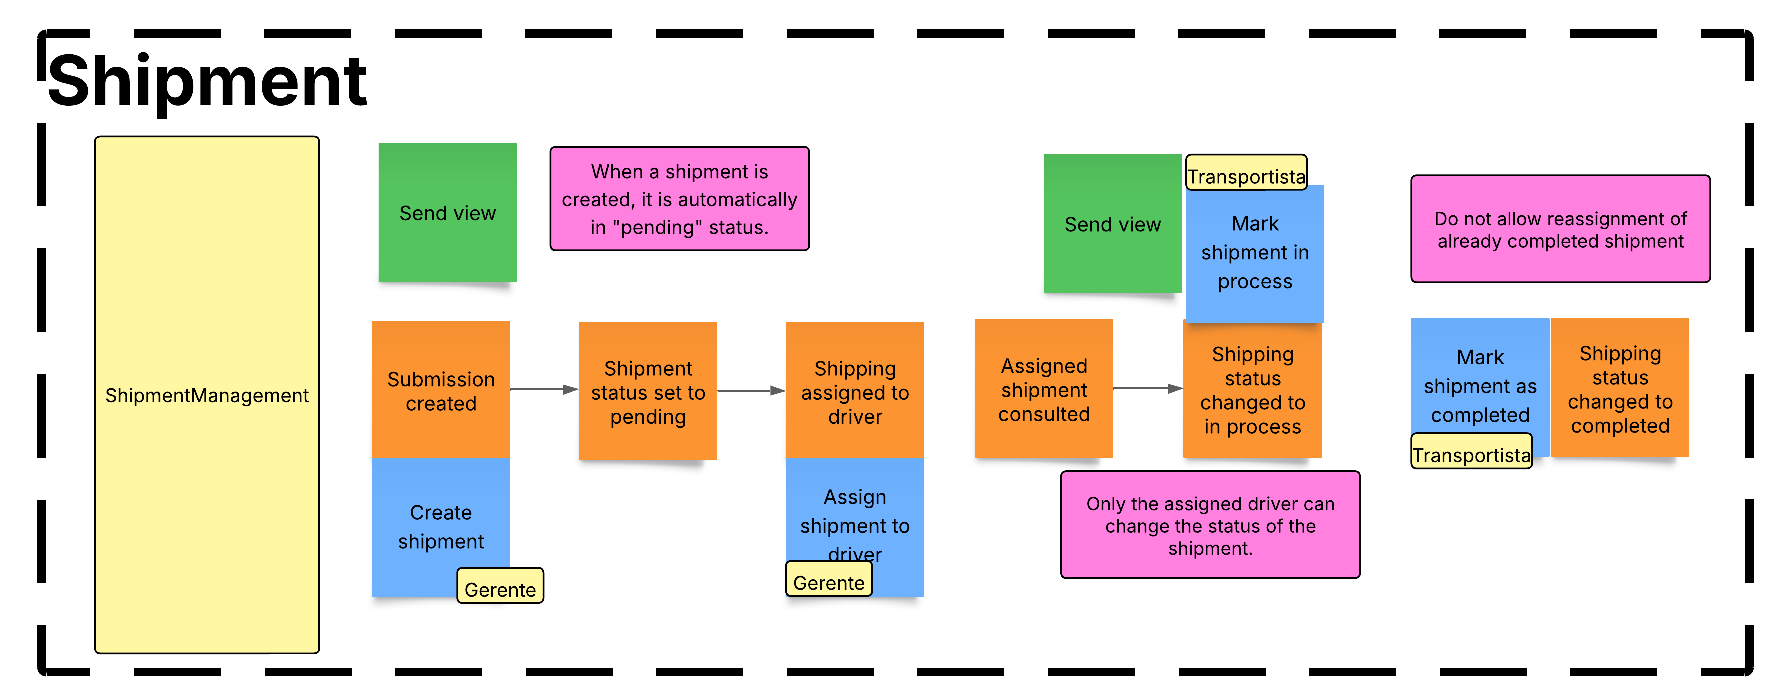 Shipment
ShipmentManagement
Send view
When a shipment is
created, it is automatically
in "pending" status.
Submission
created
Shipment
status set to
pending
Shipping
assigned to
driver
Create
shipment
Gerente
Assign
shipment to
driver
Gerente
Send view
Transportista
Mark
shipment in
process
Assigned
shipment
consulted
Shipping
status
changed to
in process
Only the assigned driver can
change the status of the
shipment.
Do not allow reassignment of
already completed shipment
Mark
shipment as
completed
Transportista
Shipping
status
changed to
completed